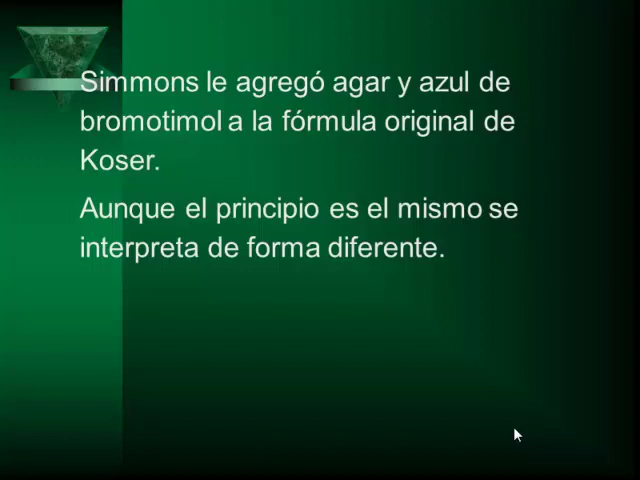 Simmons le agregó agar y azul de
bromotimol a la fórmula original de
Koser.
Aunque el principio es el mismo se
interpreta de forma diferente.